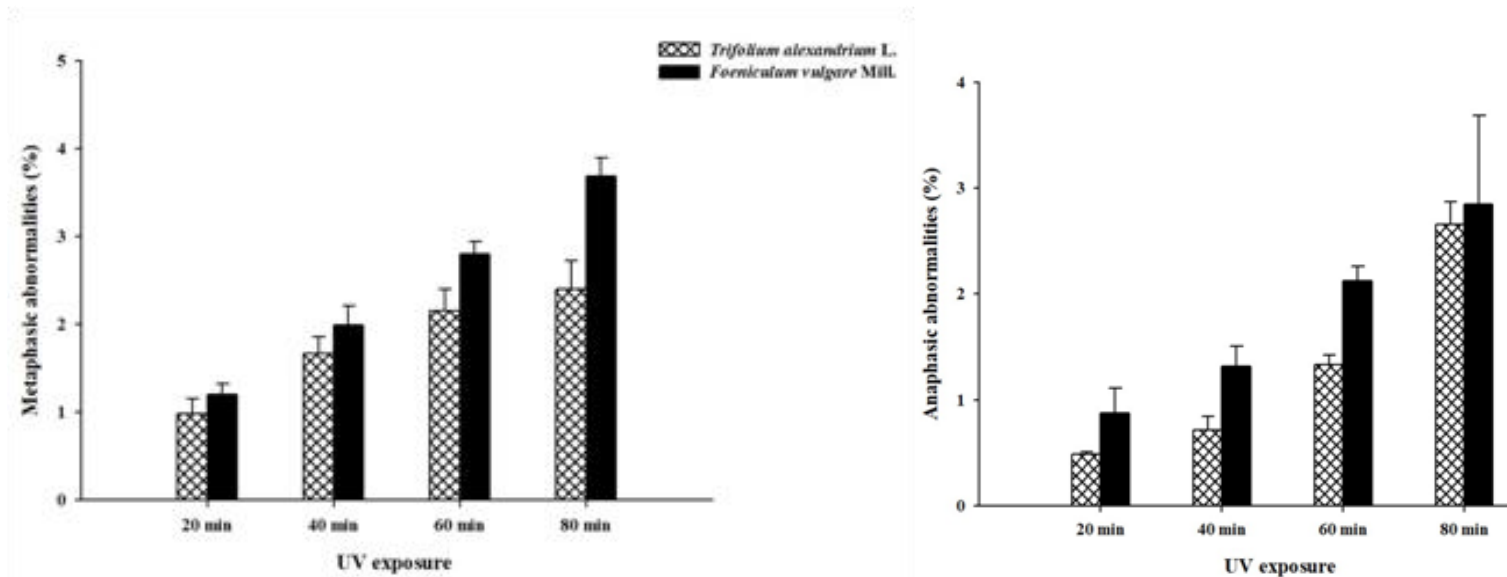 Trifolium alexandrium L.
Foeniculum vulgare Mill.
Metaphasic abnormalities (%)
5
4
3
2
1
0
20 min 40 min 60 min 80 min
UV exposure
Anaphasic abnormalities (%)
4
3
2
1
0
20 min 40 min 60 min 80 min
UV exposure